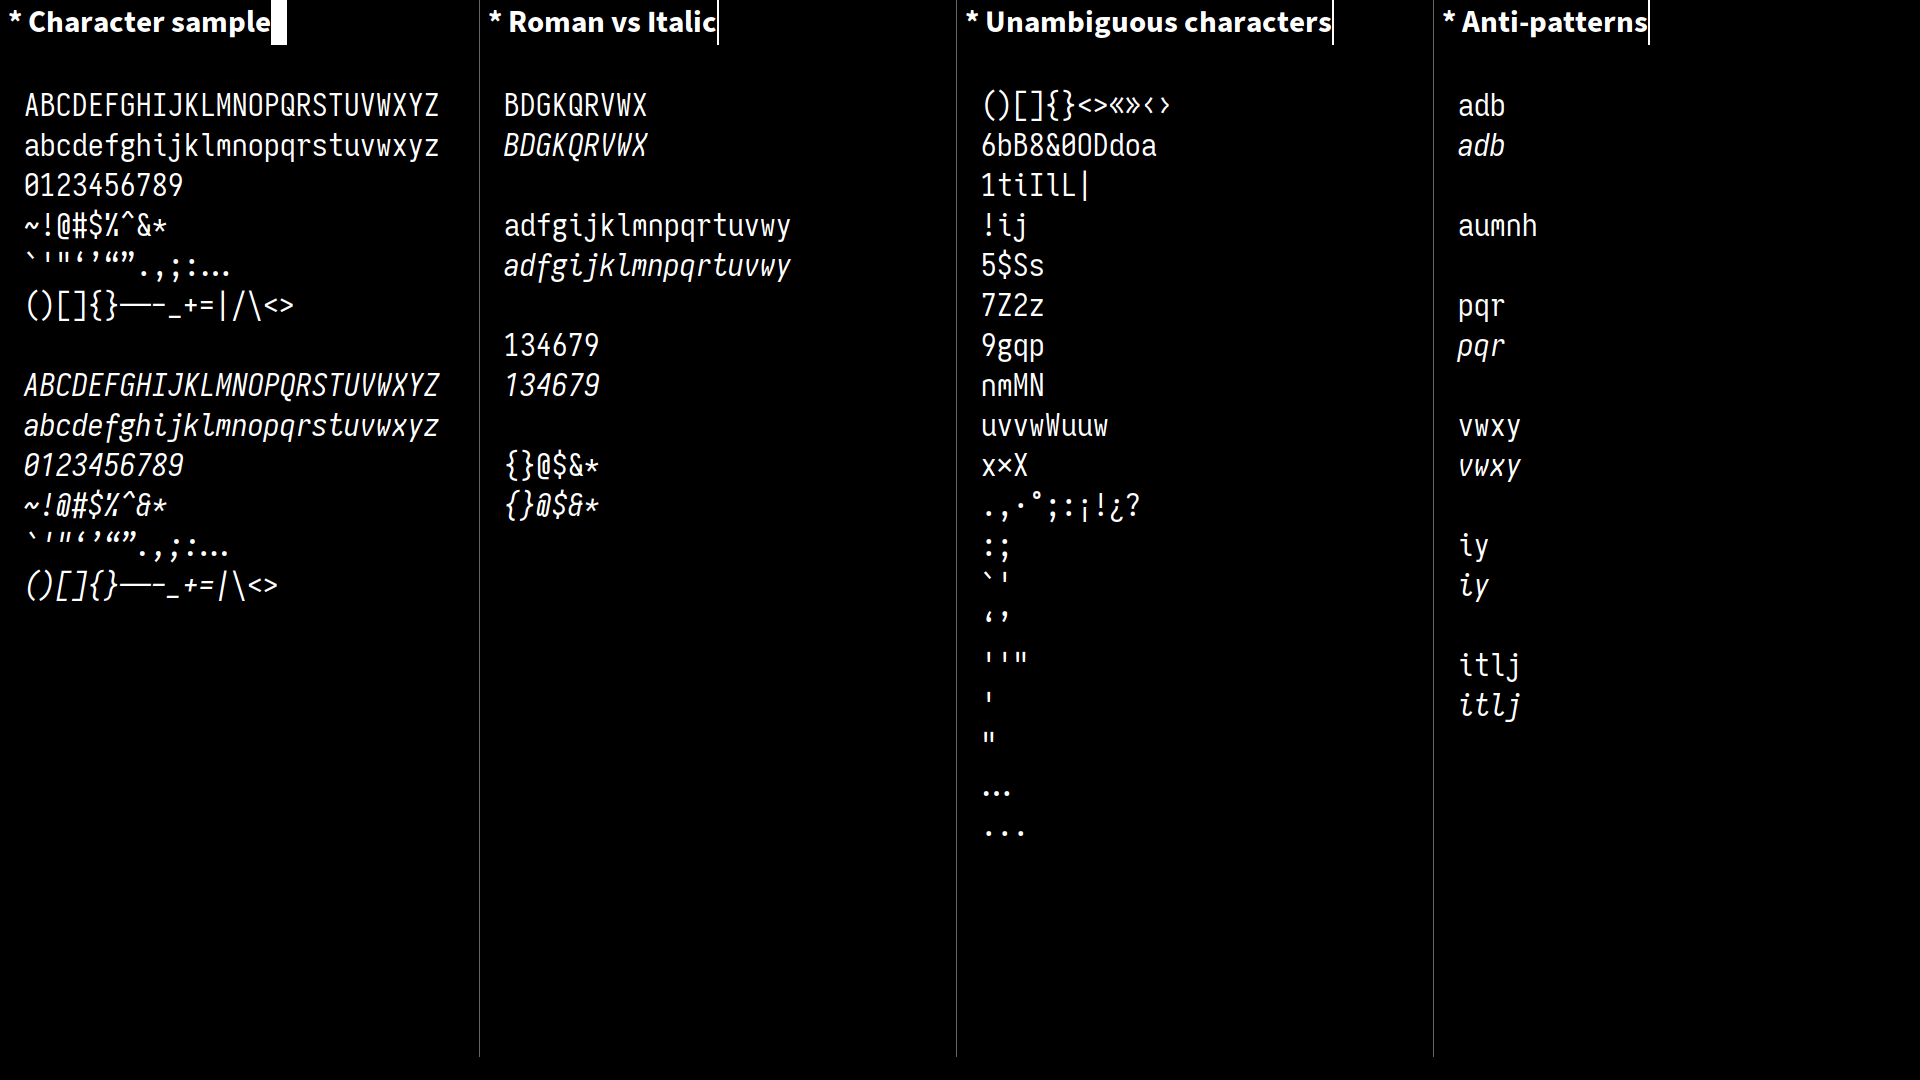 * Character sample
ABCDEFGHIJKLMNOPQRSTUVWXYZ
abcdefghijklmnopqrstuvwxyz
0123456789
~!@#$%^&*
`'"‘’“”.,;:…
()[]{}—–-_+=|/\<>
ABCDEFGHIJKLMNOPQRSTUVWXYZ
abcdefghijklmnopqrstuvwxyz
0123456789
~!@#$%^&*
`'"‘’“”.,;:…
()[]{}—–-_+=|\<>
* Roman vs Italic
BDGKQRVWX
BDGKQRVWX
adfgijklmnpqrtuvwy
adfgijklmnpqrtuvwy
134679
134679
{}@$&*
{}@$&*
* Unambiguous characters
()[]{}<>«»‹›
6bB8&0ODdoa
1tiIlL|
!ij
5$Ss
7Z2z
9gqp
nmMN
uvvwWuuw
x×X
.,·°;:¡!¿?
:;
`'
‘’
''"
'
"
…
...
* Anti-patterns
adb
adb
aumnh
pqr
pqr
vwxy
vwxy
iy
iy
itlj
itlj